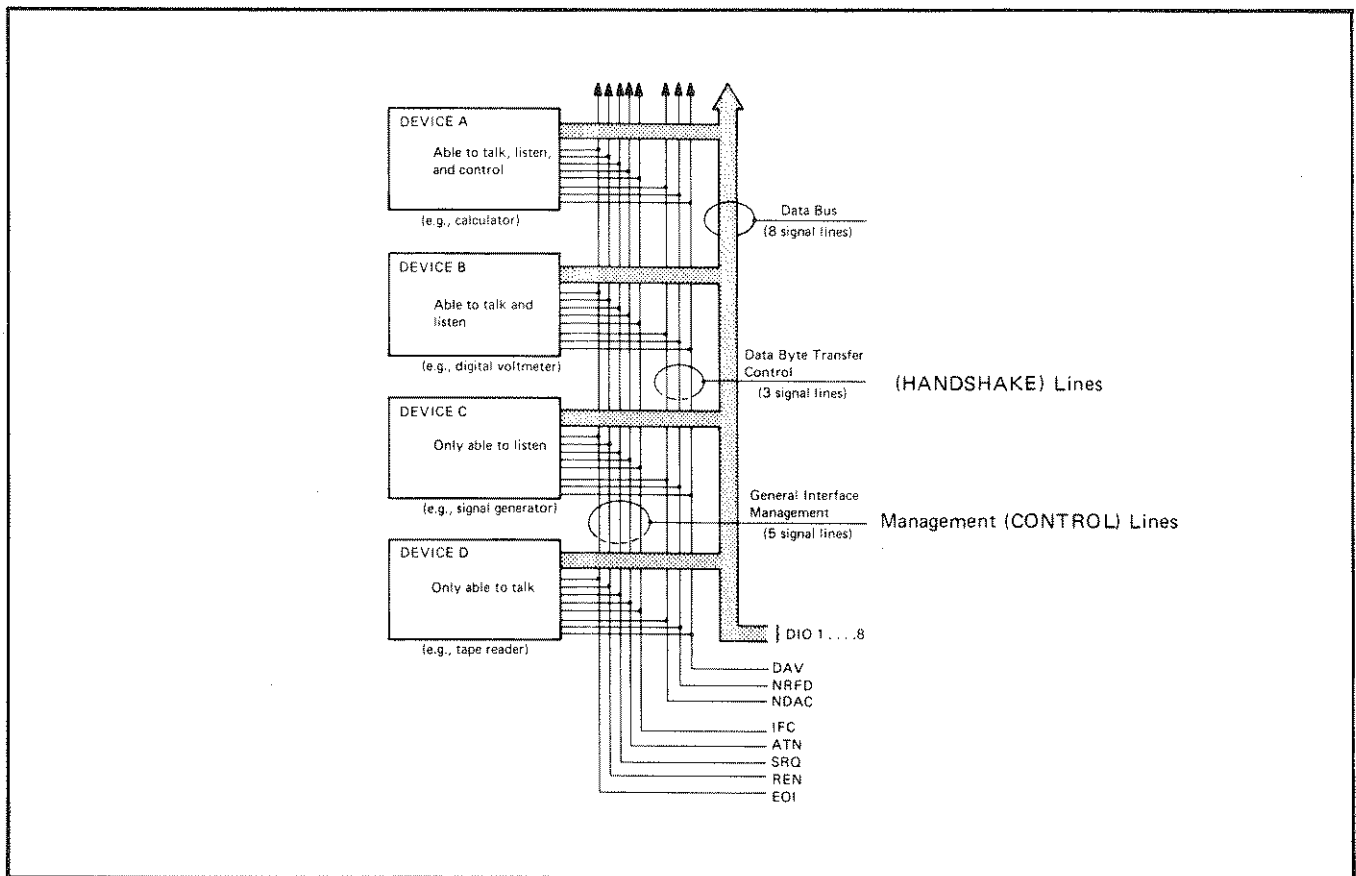 DEVICE A
Able to talk, listen,
and control
(e.g., calculator)
Data Bus
(8 signal lines)
DEVICE B
Able to talk and
listen
(e.g., digital voltmeter)
Data Byte Transfer
Control
(3 signal lines)
(HANDSHAKE) Lines
DEVICE C
Only able to listen
(e.g., signal generator)
General Interface
Management
(5 signal lines)
Management (CONTROL) Lines
DEVICE D
Only able to talk
(e.g., tape reader)
} DIO 1 . . . . 8
DAV
NRFD
NDAC
IFC
ATN
SRQ
REN
EOI